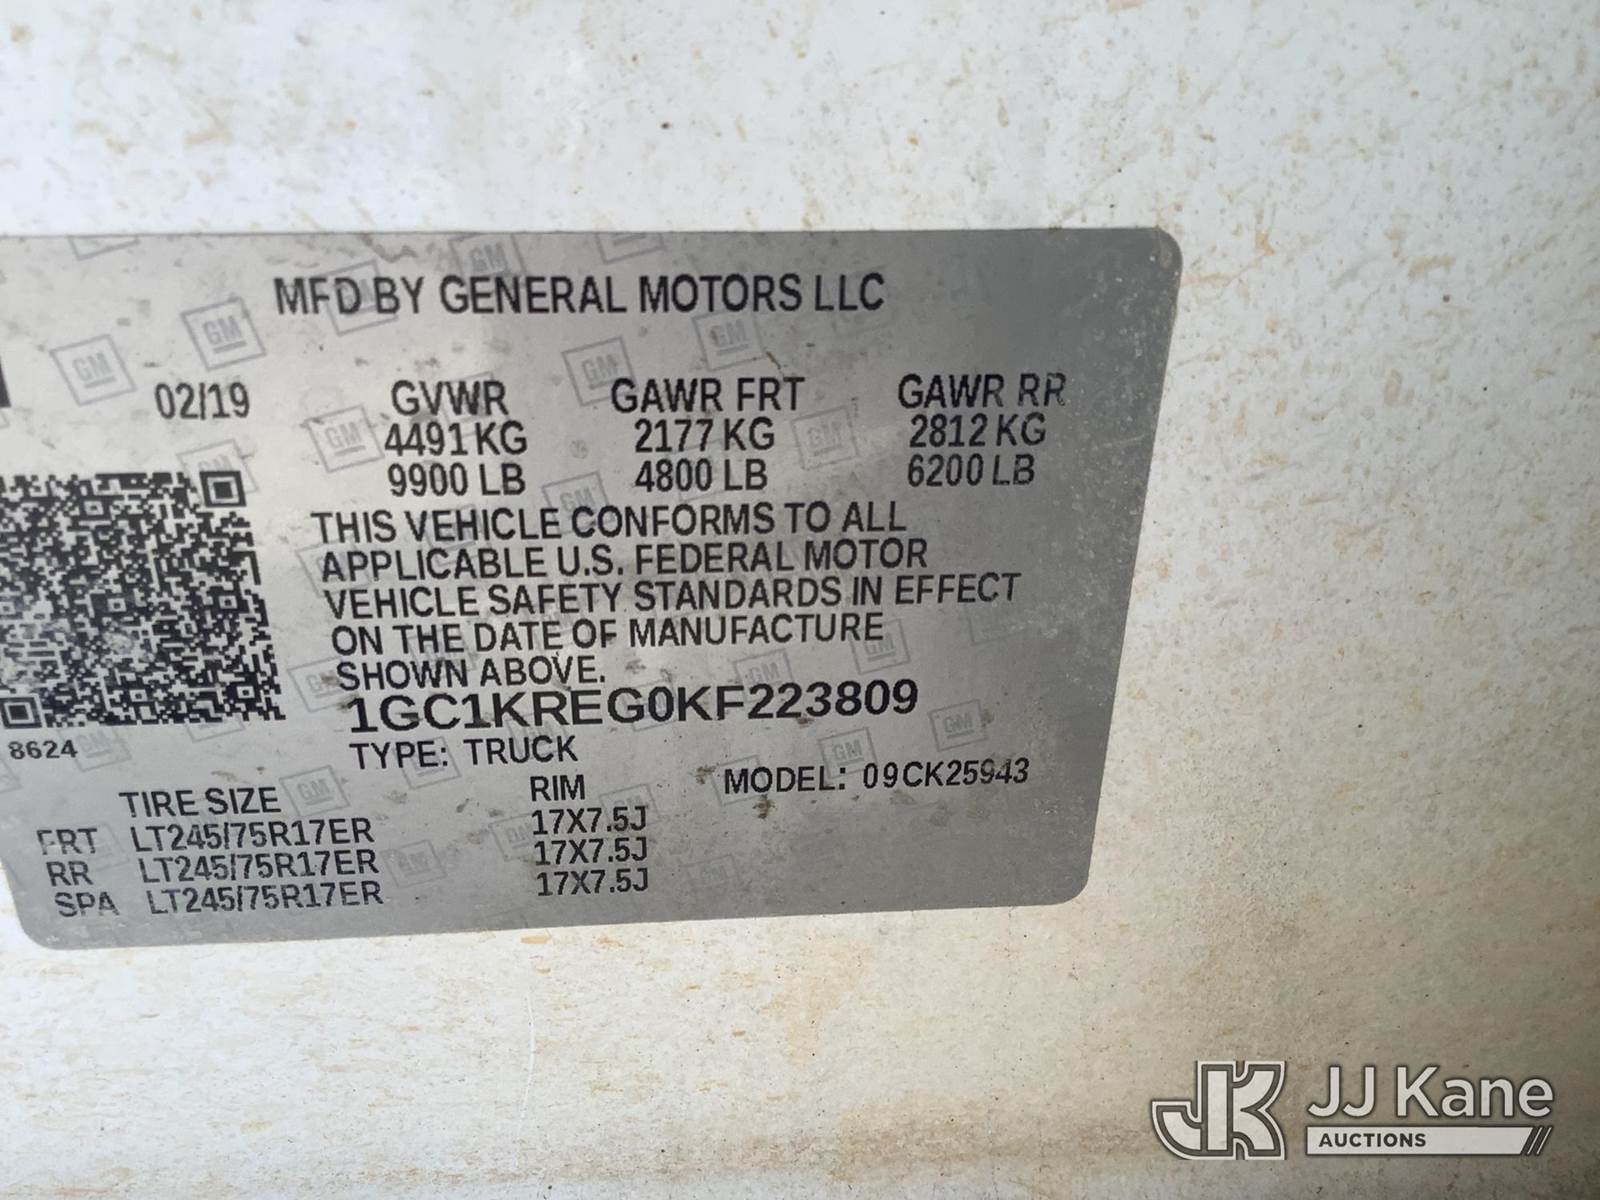 MFD BY GENERAL MOTORS LLC
02/19 GVWR GAWR FRT GAWR RR
4491 KG 2177 KG 2812 KG
9900 LB 4800 LB 6200 LB
THIS VEHICLE CONFORMS TO ALL
APPLICABLE U.S. FEDERAL MOTOR
VEHICLE SAFETY STANDARDS IN EFFECT
ON THE DATE OF MANUFACTURE
SHOWN ABOVE.
1GC1KREG0KF223809
8624 TYPE: TRUCK
TIRE SIZE RIM MODEL: 09CK25943
FRT LT245/75R17ER 17X7.5J
RR LT245/75R17ER 17X7.5J
SPA LT245/75R17ER 17X7.5J
JK JJ Kane
AUCTIONS